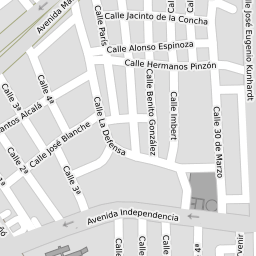 Calle Jacinto de la Concha
Calle José Eugenio Kunhardt
Avenida Ma
Calle París
Calle Alonso Espinoza
Calle Hermanos Pinzón
Calle 3ª
Calle 4ª
antos Alcalá
Calle Benito González
Calle Imbert
Calle 30 de Marzo
Calle La Defensa
Calle José Blanche
Calle 2ª
Calle 3ª
Avenida Independencia